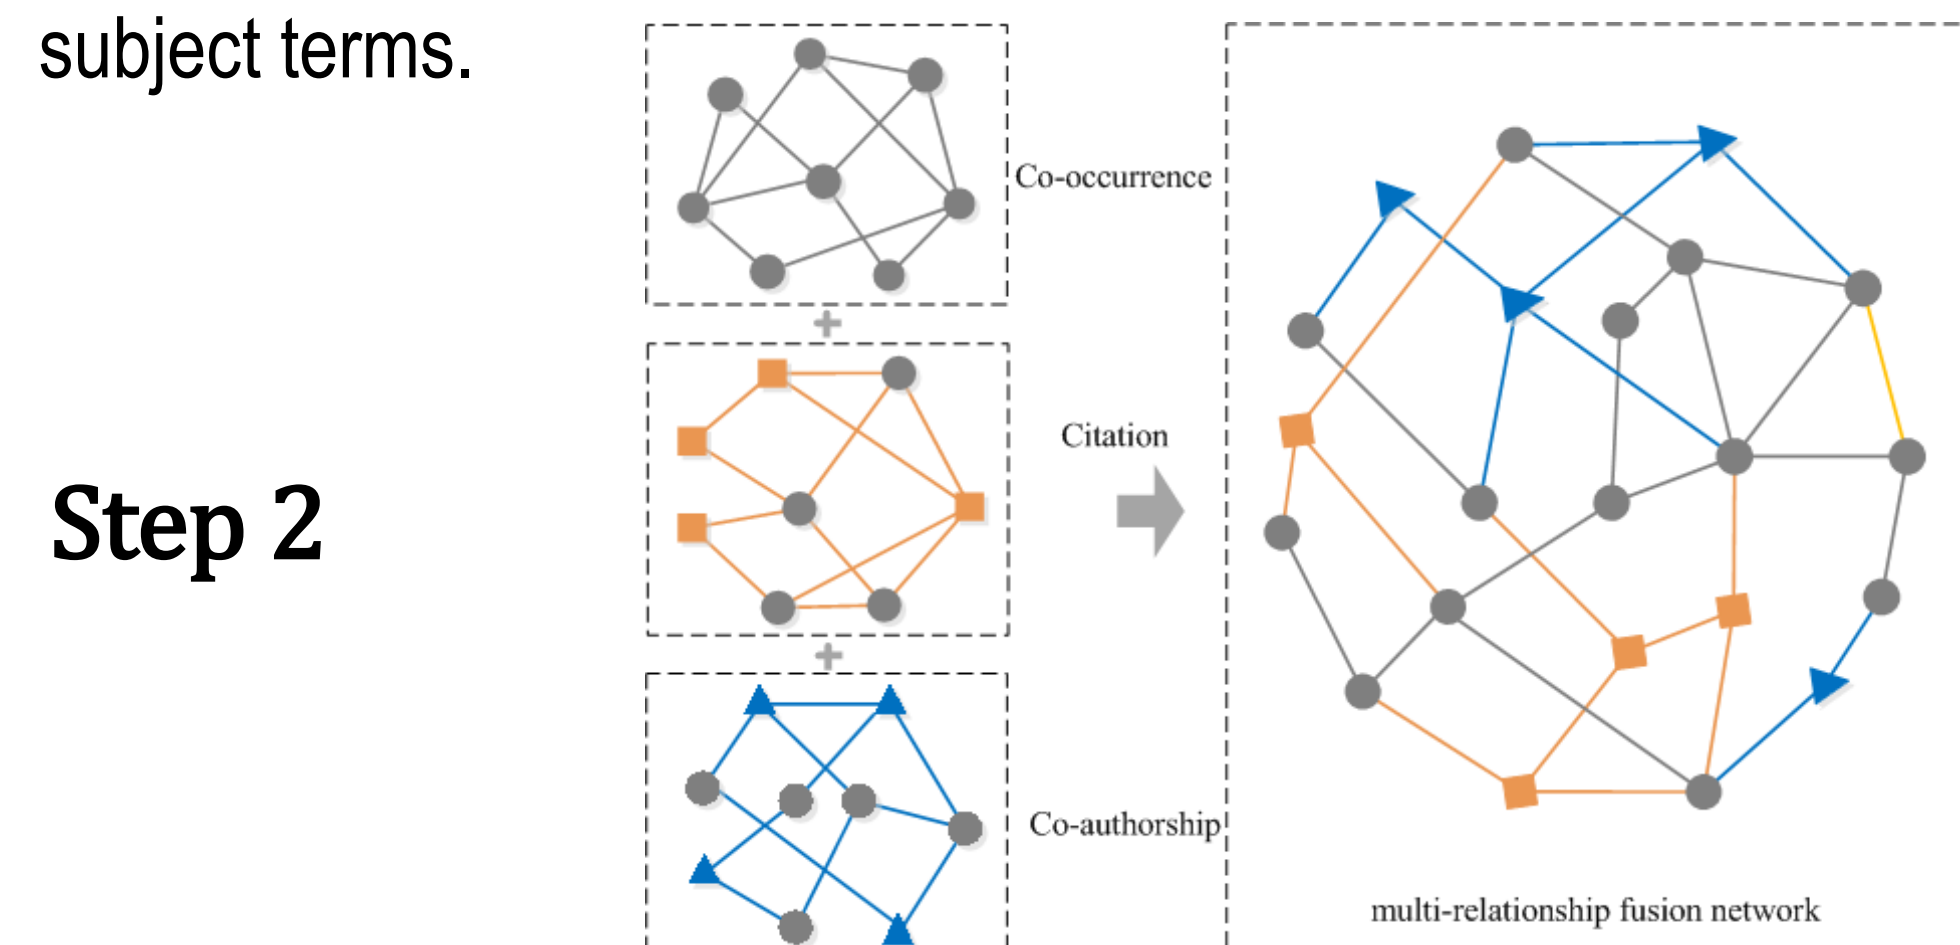 subject terms.
Co-occurrence
Citation
Step 2
Co-authorship
multi-relationship fusion network